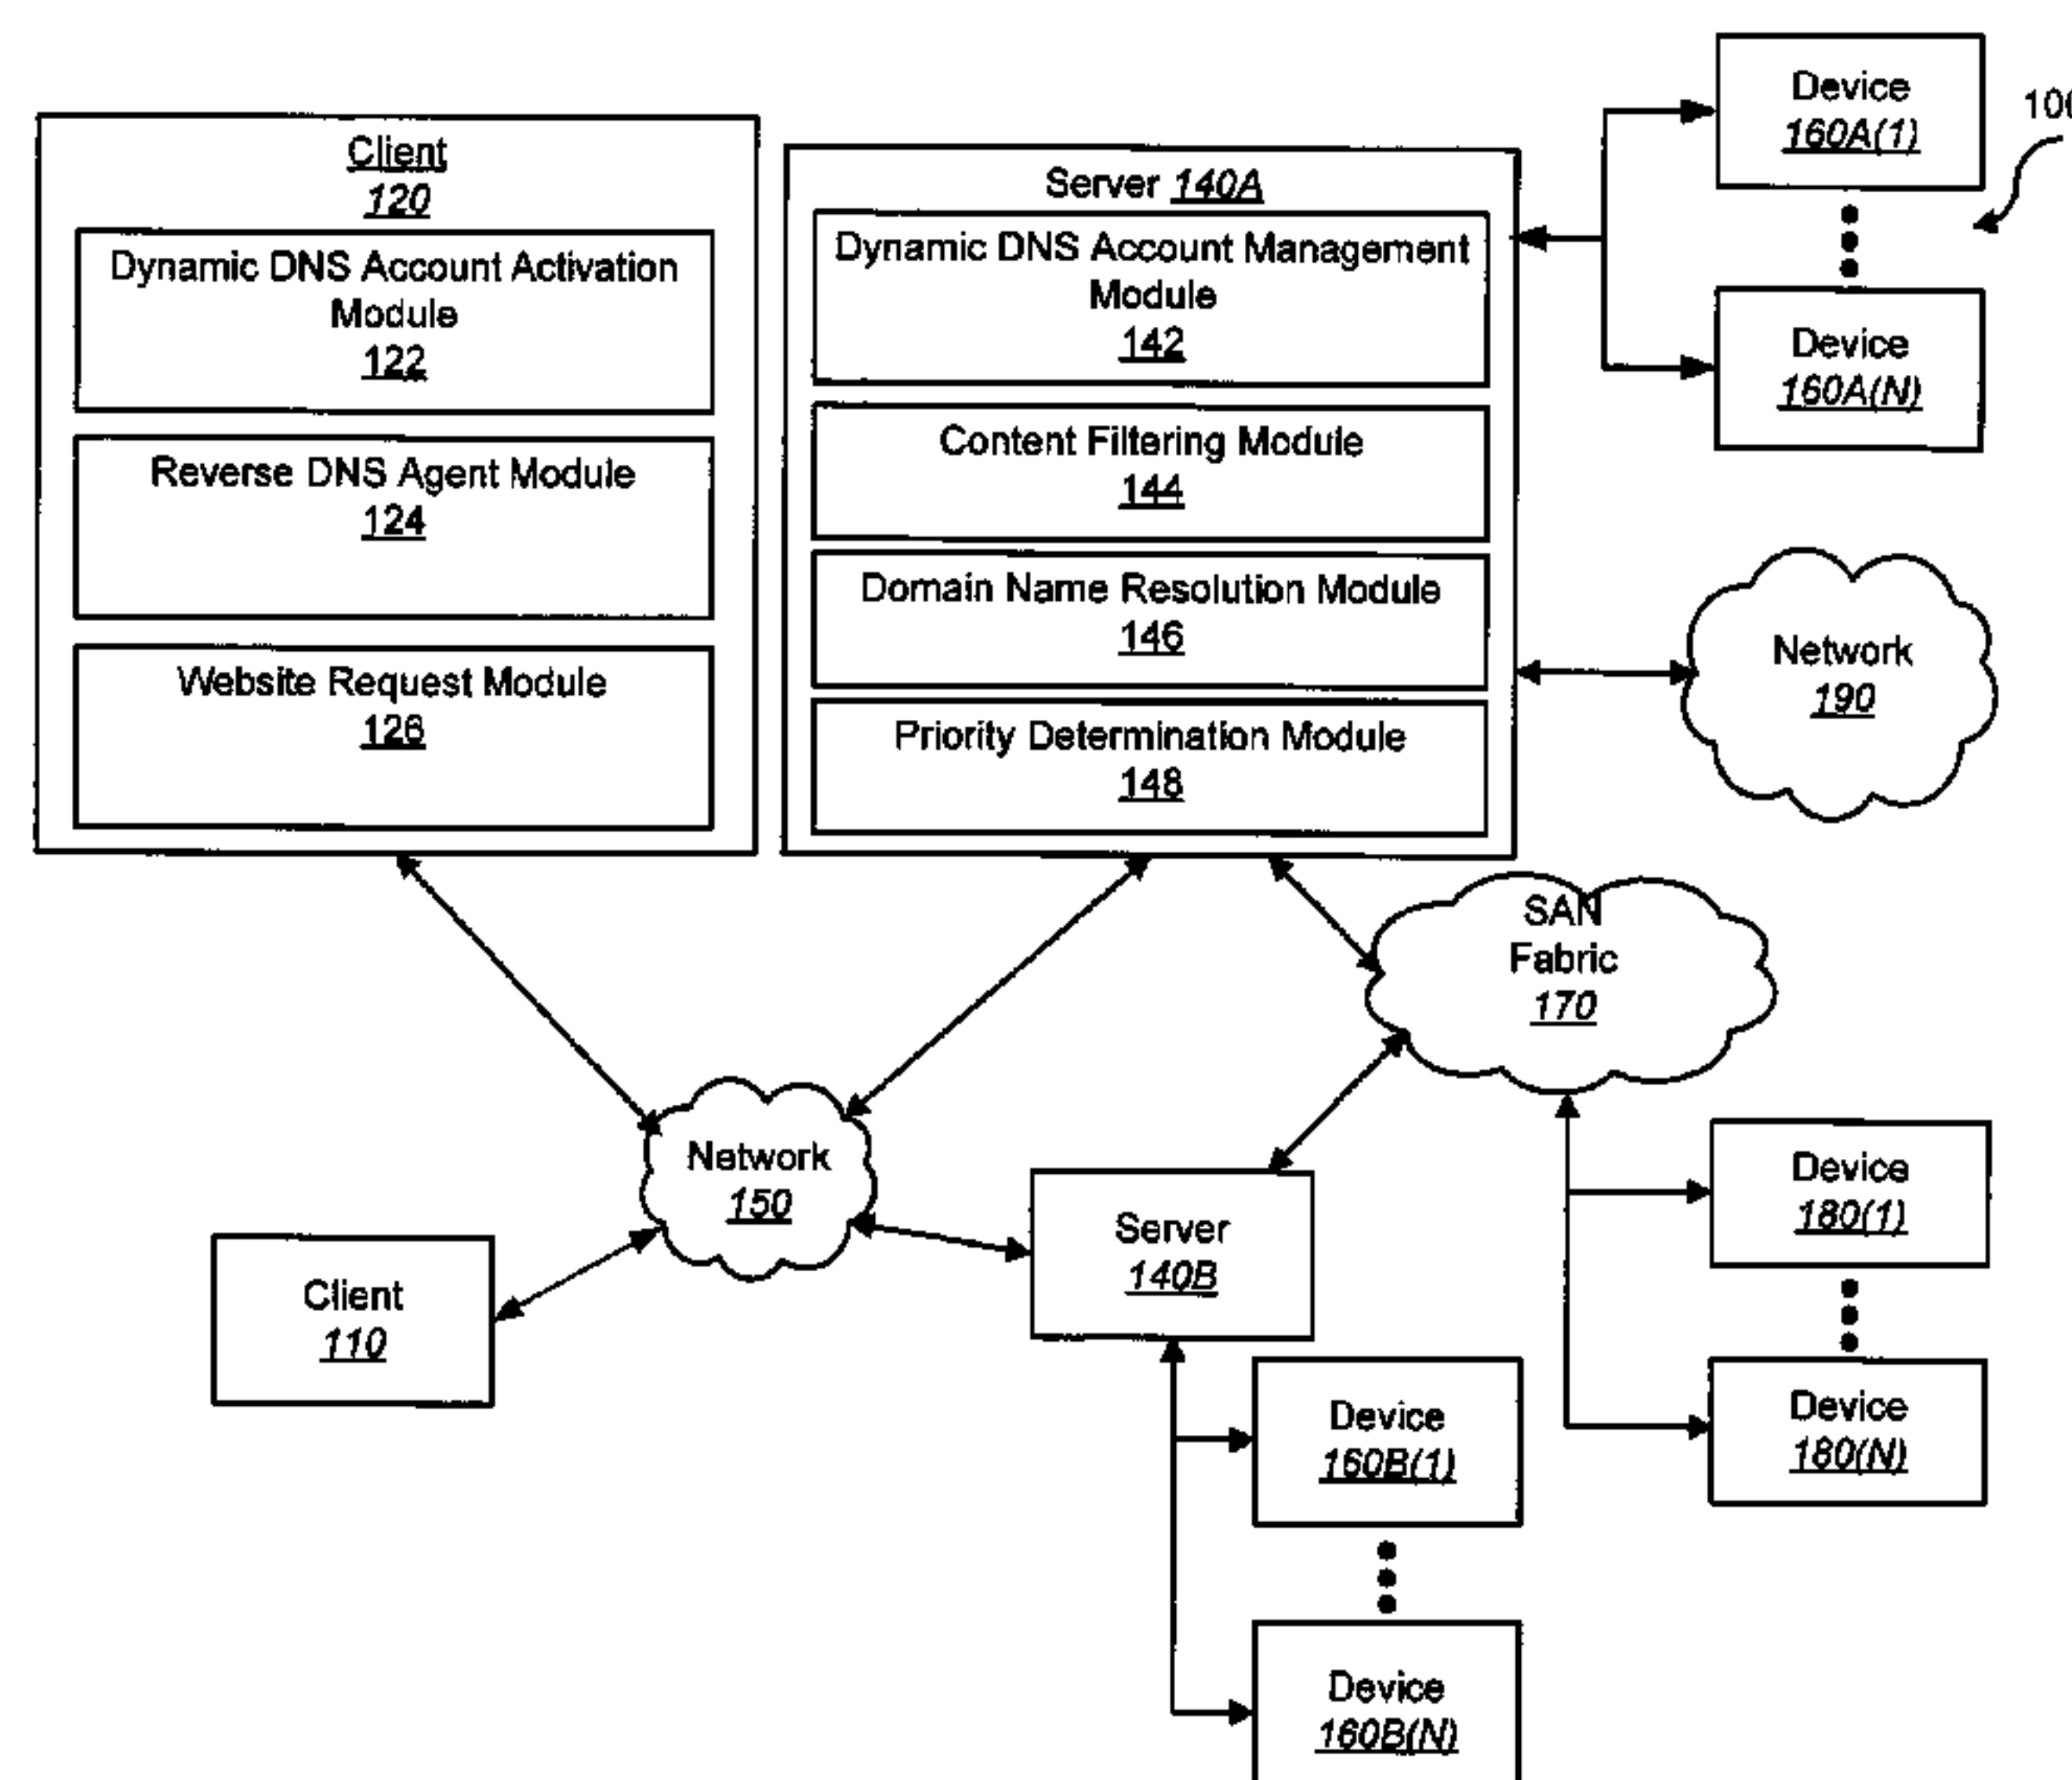 Client
120
Dynamic DNS Account Activation
Module
122
Reverse DNS Agent Module
124
Website Request Module
126
Server 140A
Dynamic DNS Account Management
Module
142
Content Filtering Module
144
Domain Name Resolution Module
146
Priority Determination Module
148
Device
160A(1)
100
Device
160A(N)
Network
190
SAN
Fabric
170
Network
150
Client
110
Server
140B
Device
180(1)
Device
180(N)
Device
160B(1)
Device
160B(N)